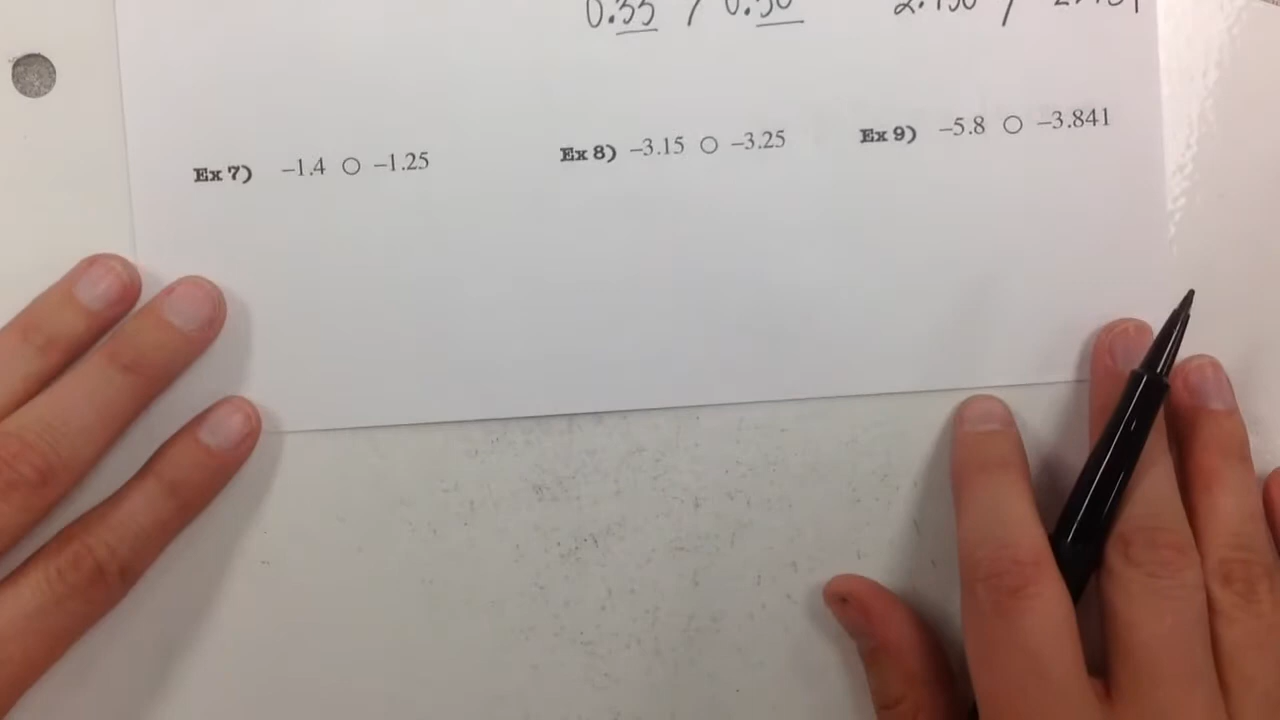 Ex 7) –1.4 ○ –1.25
Ex 8) –3.15 ○ –3.25
Ex 9) –5.8 ○ –3.841